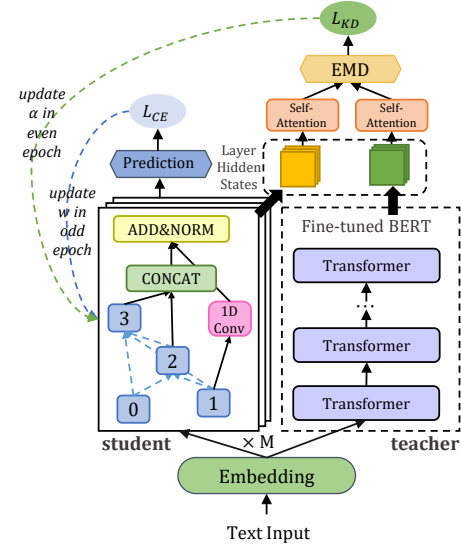 L_KD
EMD
update
α in
even
epoch
L_CE
Self-
Attention
Self-
Attention
Prediction
Layer
Hidden
States
update
w in
odd
epoch
ADD&NORM
Fine-tuned BERT
CONCAT
Transformer
3
1D
Conv
...
2
Transformer
0
1
Transformer
student
× M
teacher
Embedding
Text Input